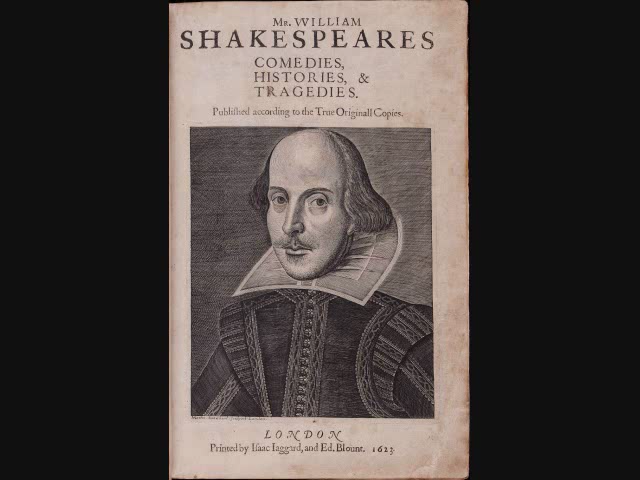 MR. WILLIAM
SHAKESPEARES
COMEDIES,
HISTORIES, &
TRAGEDIES.
Publiſhed according to the True Originall Copies.
LONDON
Printed by Iſaac Iaggard, and Ed. Blount. 1623